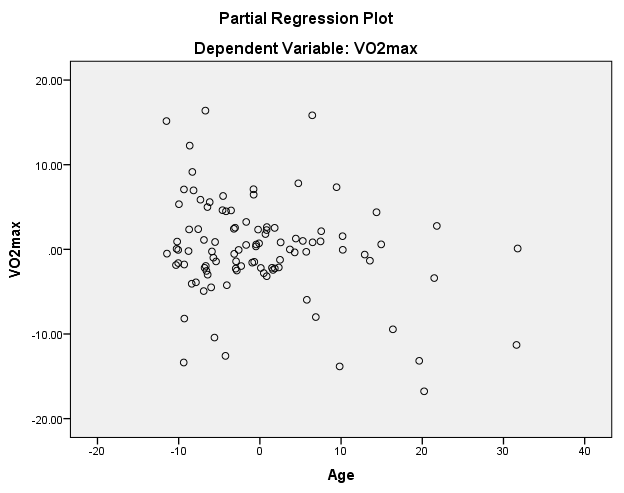 Partial Regression Plot
Dependent Variable: VO2max
20.00
10.00
.00
-10.00
-20.00
VO2max
-20 -10 0 10 20 30 40
Age